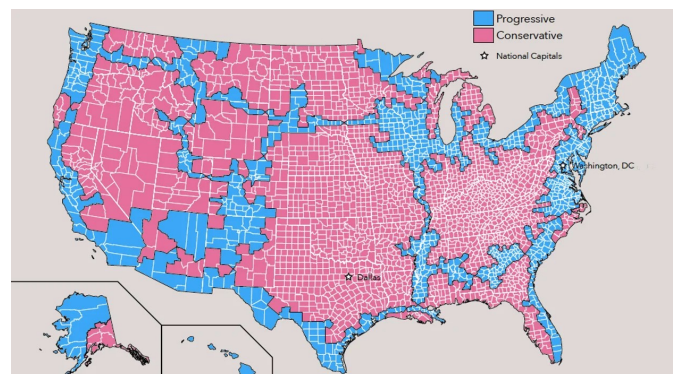 Progressive
Conservative
National Capitals
Washington, DC
Dallas